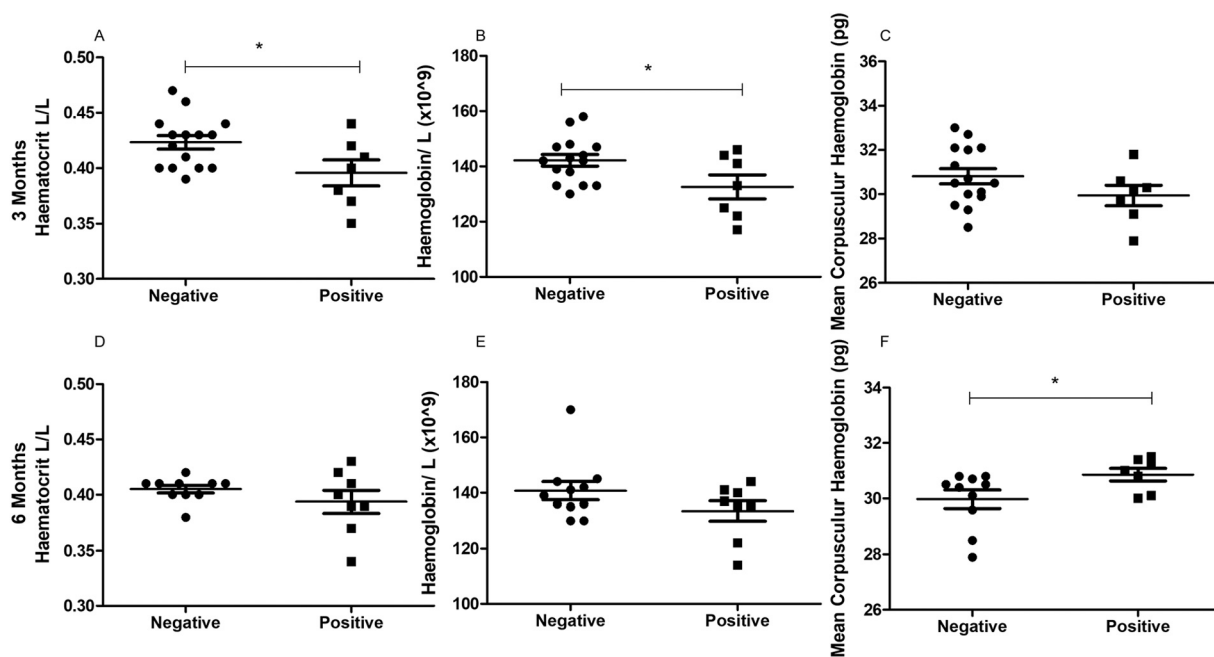 A
B
C
*
*
3 Months
Haematocrit L/L
0.50
0.45
0.40
0.35
0.30
Negative
Positive
Haemoglobin/ L (x10^9)
180
160
140
120
100
Negative
Positive
Mean Corpuscular Haemoglobin (pg)
34
32
30
28
26
Negative
Positive
D
E
F
*
6 Months
Haematocrit L/L
0.50
0.45
0.40
0.35
0.30
Negative
Positive
Haemoglobin/ L (x10^9)
180
160
140
120
100
Negative
Positive
Mean Corpusculur Haemoglobin (pg)
34
32
30
28
26
Negative
Positive